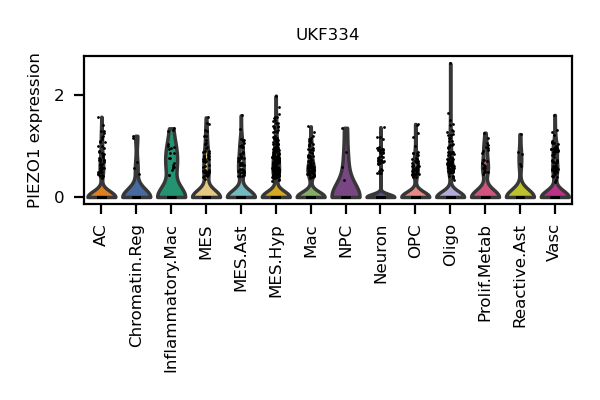 UKF334
PIEZO1 expression
2
0
AC
Chromatin.Reg
Inflammatory.Mac
MES
MES.Ast
MES.Hyp
Mac
NPC
Neuron
OPC
Oligo
Prolif.Metab
Reactive.Ast
Vasc